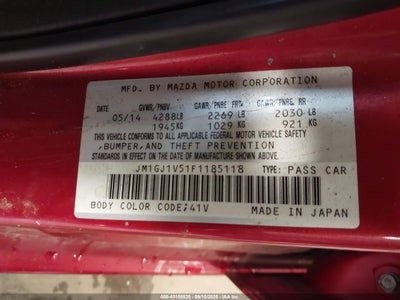 MFD. BY MAZDA MOTOR CORPORATION
GVWR/PNBV GAWR/PNBE FRT GAWR/PNBE RR
05/14 4288LB 2269 LB 2030 LB
1945KG 1029 KG 921 KG
THIS VEHICLE CONFORMS TO ALL APPLICABLE FEDERAL MOTOR VEHICLE SAFETY,
BUMPER, AND THEFT PREVENTION
STANDARDS IN EFFECT ON THE DATE OF MANUFACTURE SHOWN ABOVE.
JM1GJ1V51F1185118 TYPE: PASS CAR
BODY COLOR CODE:41V MADE IN JAPAN